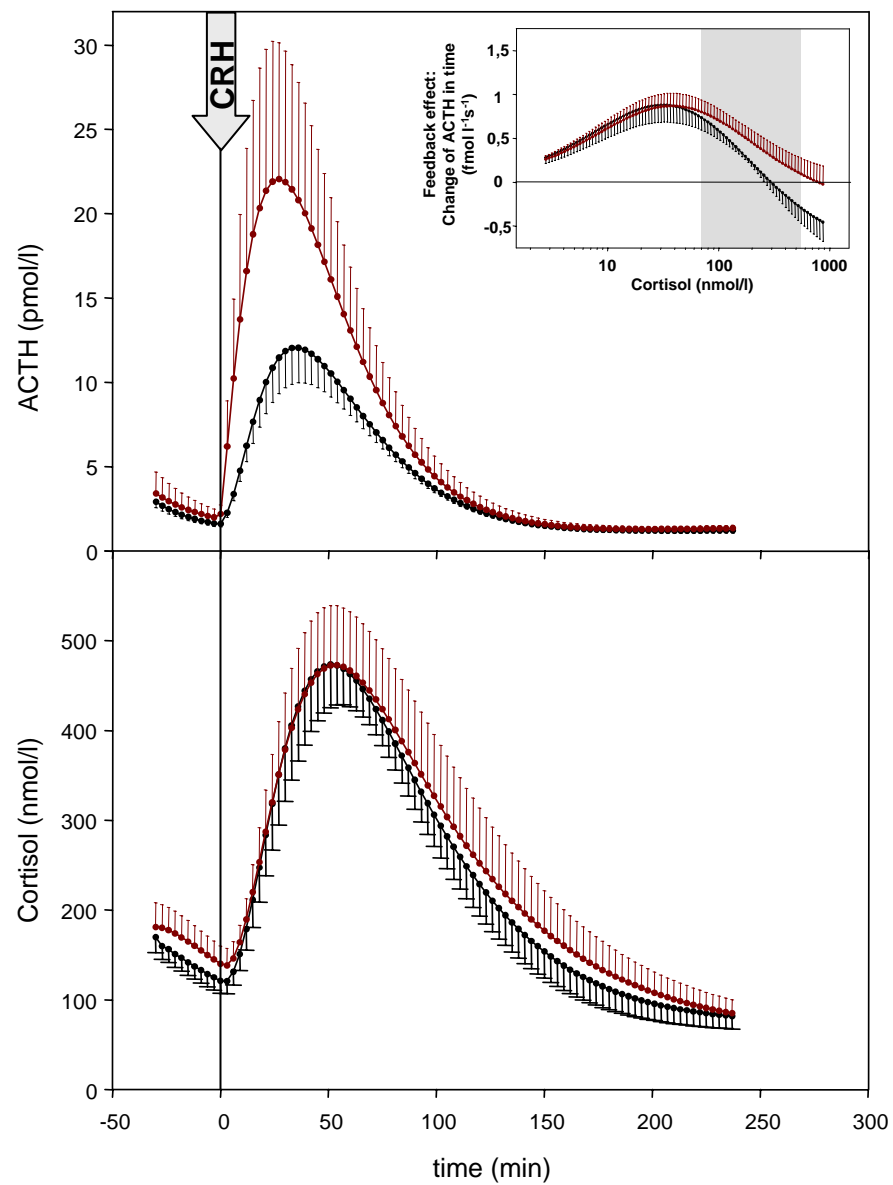 CRH
30
25
20
15
10
5
0
ACTH (pmol/l)
Feedback effect:
Change of ACTH in time
(fmol l⁻¹s⁻¹)
1,5
1
0,5
0
-0,5
10 100 1000
Cortisol (nmol/l)
500
400
300
200
100
0
Cortisol (nmol/l)
-50 0 50 100 150 200 250 300
time (min)